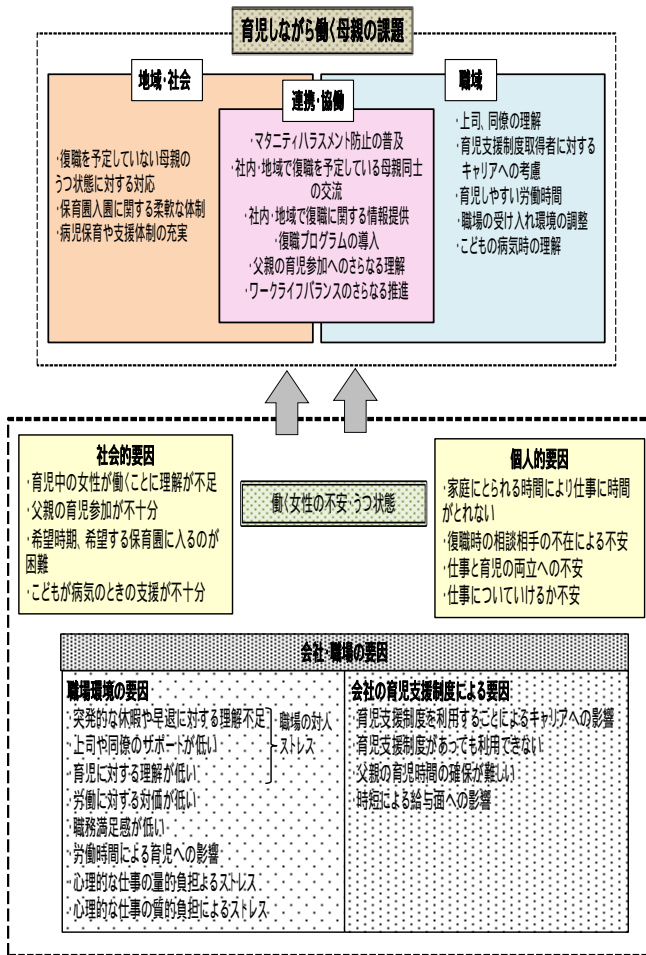 育児しながら働く母親の課題
地域・社会
・復職を予定していない母親の
うつ状態に対する対応
・保育園入園に関する柔軟な体制
・病児保育や支援体制の充実
連携・協働
・マタニティハラスメント防止の普及
・社内・地域で復職を予定している母親同士
の交流
・社内・地域で復職に関する情報提供
・復職プログラムの導入
・父親の育児参加へのさらなる理解
・ワークライフバランスのさらなる推進
職域
・上司、同僚の理解
・育児支援制度取得者に対する
キャリアへの考慮
・育児しやすい労働時間
・職場の受け入れ環境の調整
・こどもの病気時の理解
社会的要因
・育児中の女性が働くことに理解が不足
・父親の育児参加が不十分
・希望時期、希望する保育園に入るのが
困難
・こどもが病気のときの支援が不十分
働く女性の不安・うつ状態
個人的要因
・家庭にとられる時間により仕事に時間
がとれない
・復職時の相談相手の不在による不安
・仕事と育児の両立への不安
・仕事についていけるか不安
会社・職場の要因
職場環境の要因
・突発的な休暇や早退に対する理解不足
・上司や同僚のサポートが低い
・育児に対する理解が低い
職場の対人
ストレス
・労働に対する対価が低い
・職務満足感が低い
・労働時間による育児への影響
・心理的な仕事の量的負担よるストレス
・心理的な仕事の質的負担によるストレス
会社の育児支援制度による要因
・育児支援制度を利用することによるキャリアへの影響
・育児支援制度があっても利用できない
・父親の育児時間の確保が難しい
・時短による給与面への影響